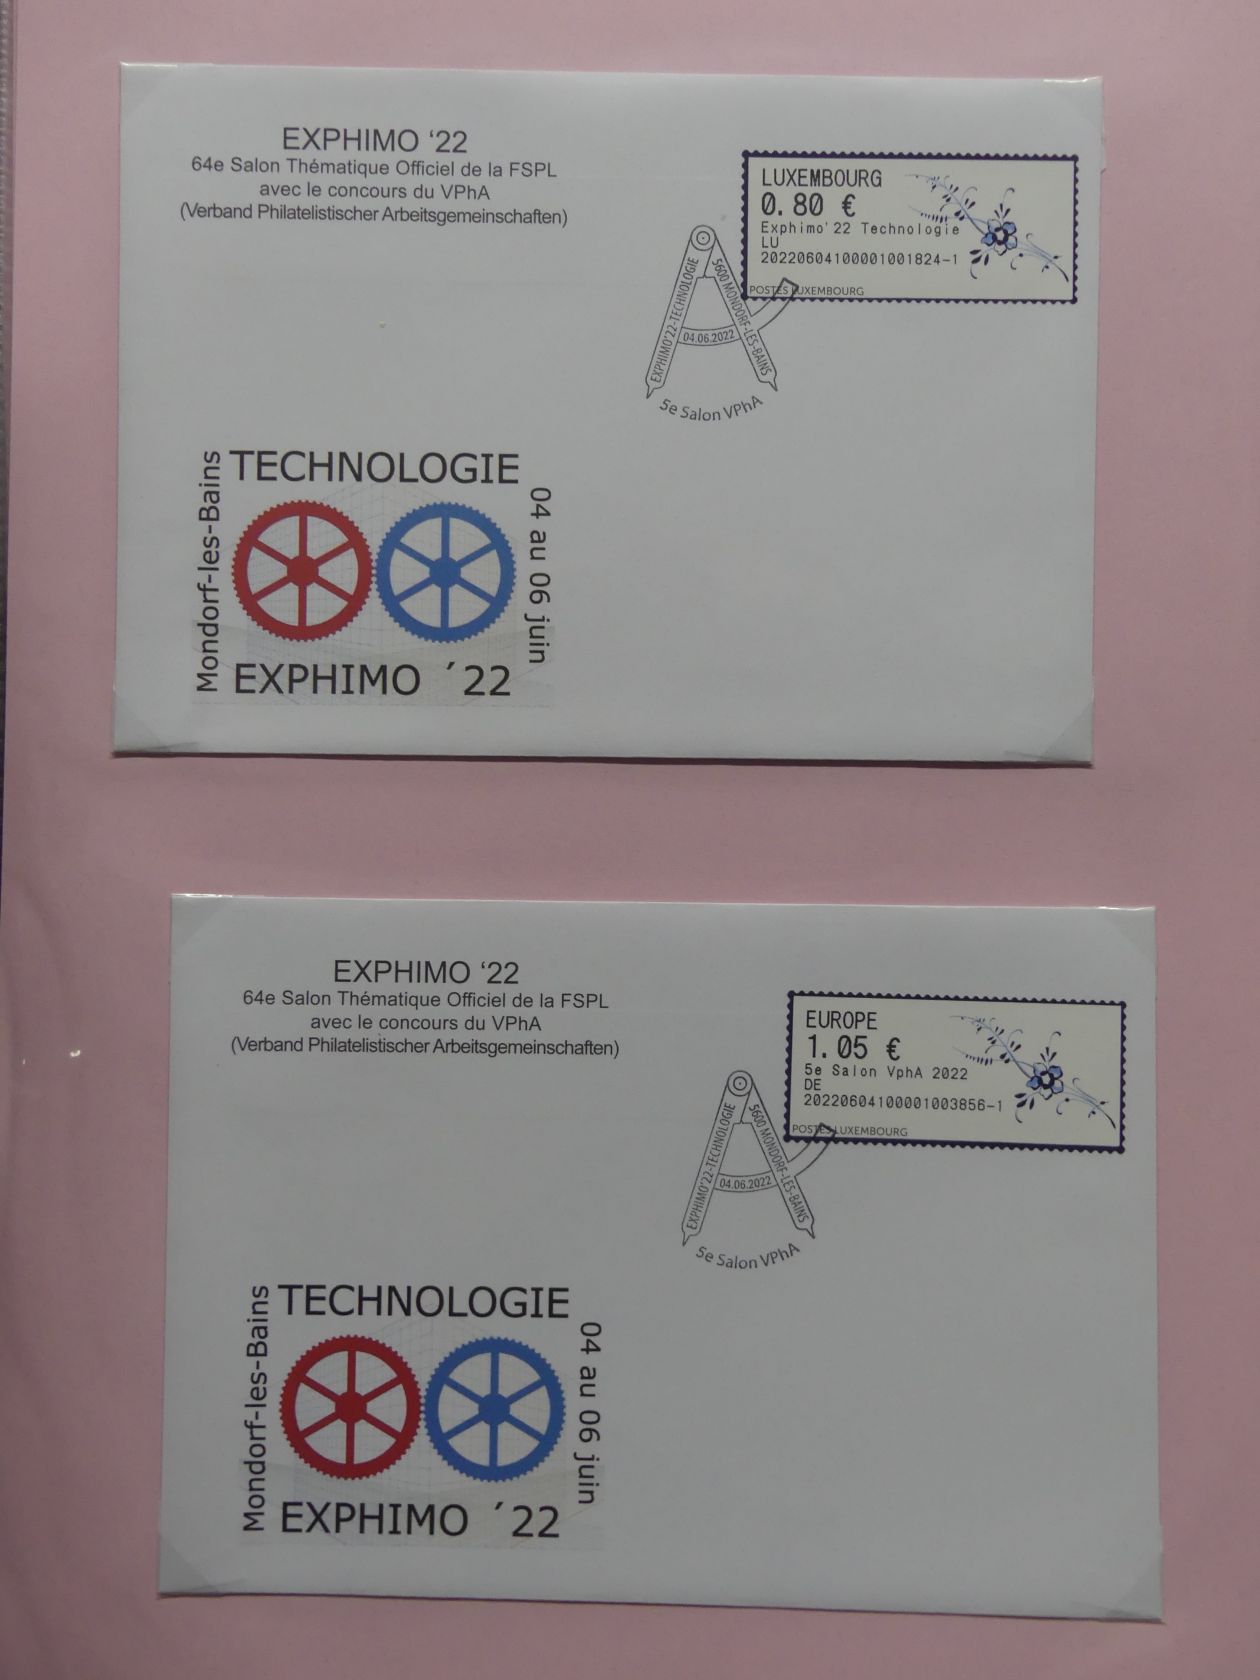 EXPHIMO ‘22
64e Salon Thématique Officiel de la FSPL
avec le concours du VPhA
(Verband Philatelistischer Arbeitsgemeinschaften)
LUXEMBOURG
0.80 €
Exphimo'22 Technologie
LU
20220604100001001824-1
POSTES LUXEMBOURG
EXPHIMO'22-TECHNOLOGIE
5600 MONDORF-LES-BAINS
04.06.2022
5e Salon VPhA
TECHNOLOGIE
Mondorf-les-Bains
04 au 06 juin
EXPHIMO ´22
EXPHIMO ‘22
64e Salon Thématique Officiel de la FSPL
avec le concours du VPhA
(Verband Philatelistischer Arbeitsgemeinschaften)
EUROPE
1.05 €
5e Salon VphA 2022
DE
20220604100001003856-1
POSTES LUXEMBOURG
EXPHIMO'22-TECHNOLOGIE
5600 MONDORF-LES-BAINS
04.06.2022
5e Salon VPhA
TECHNOLOGIE
Mondorf-les-Bains
04 au 06 juin
EXPHIMO ´22